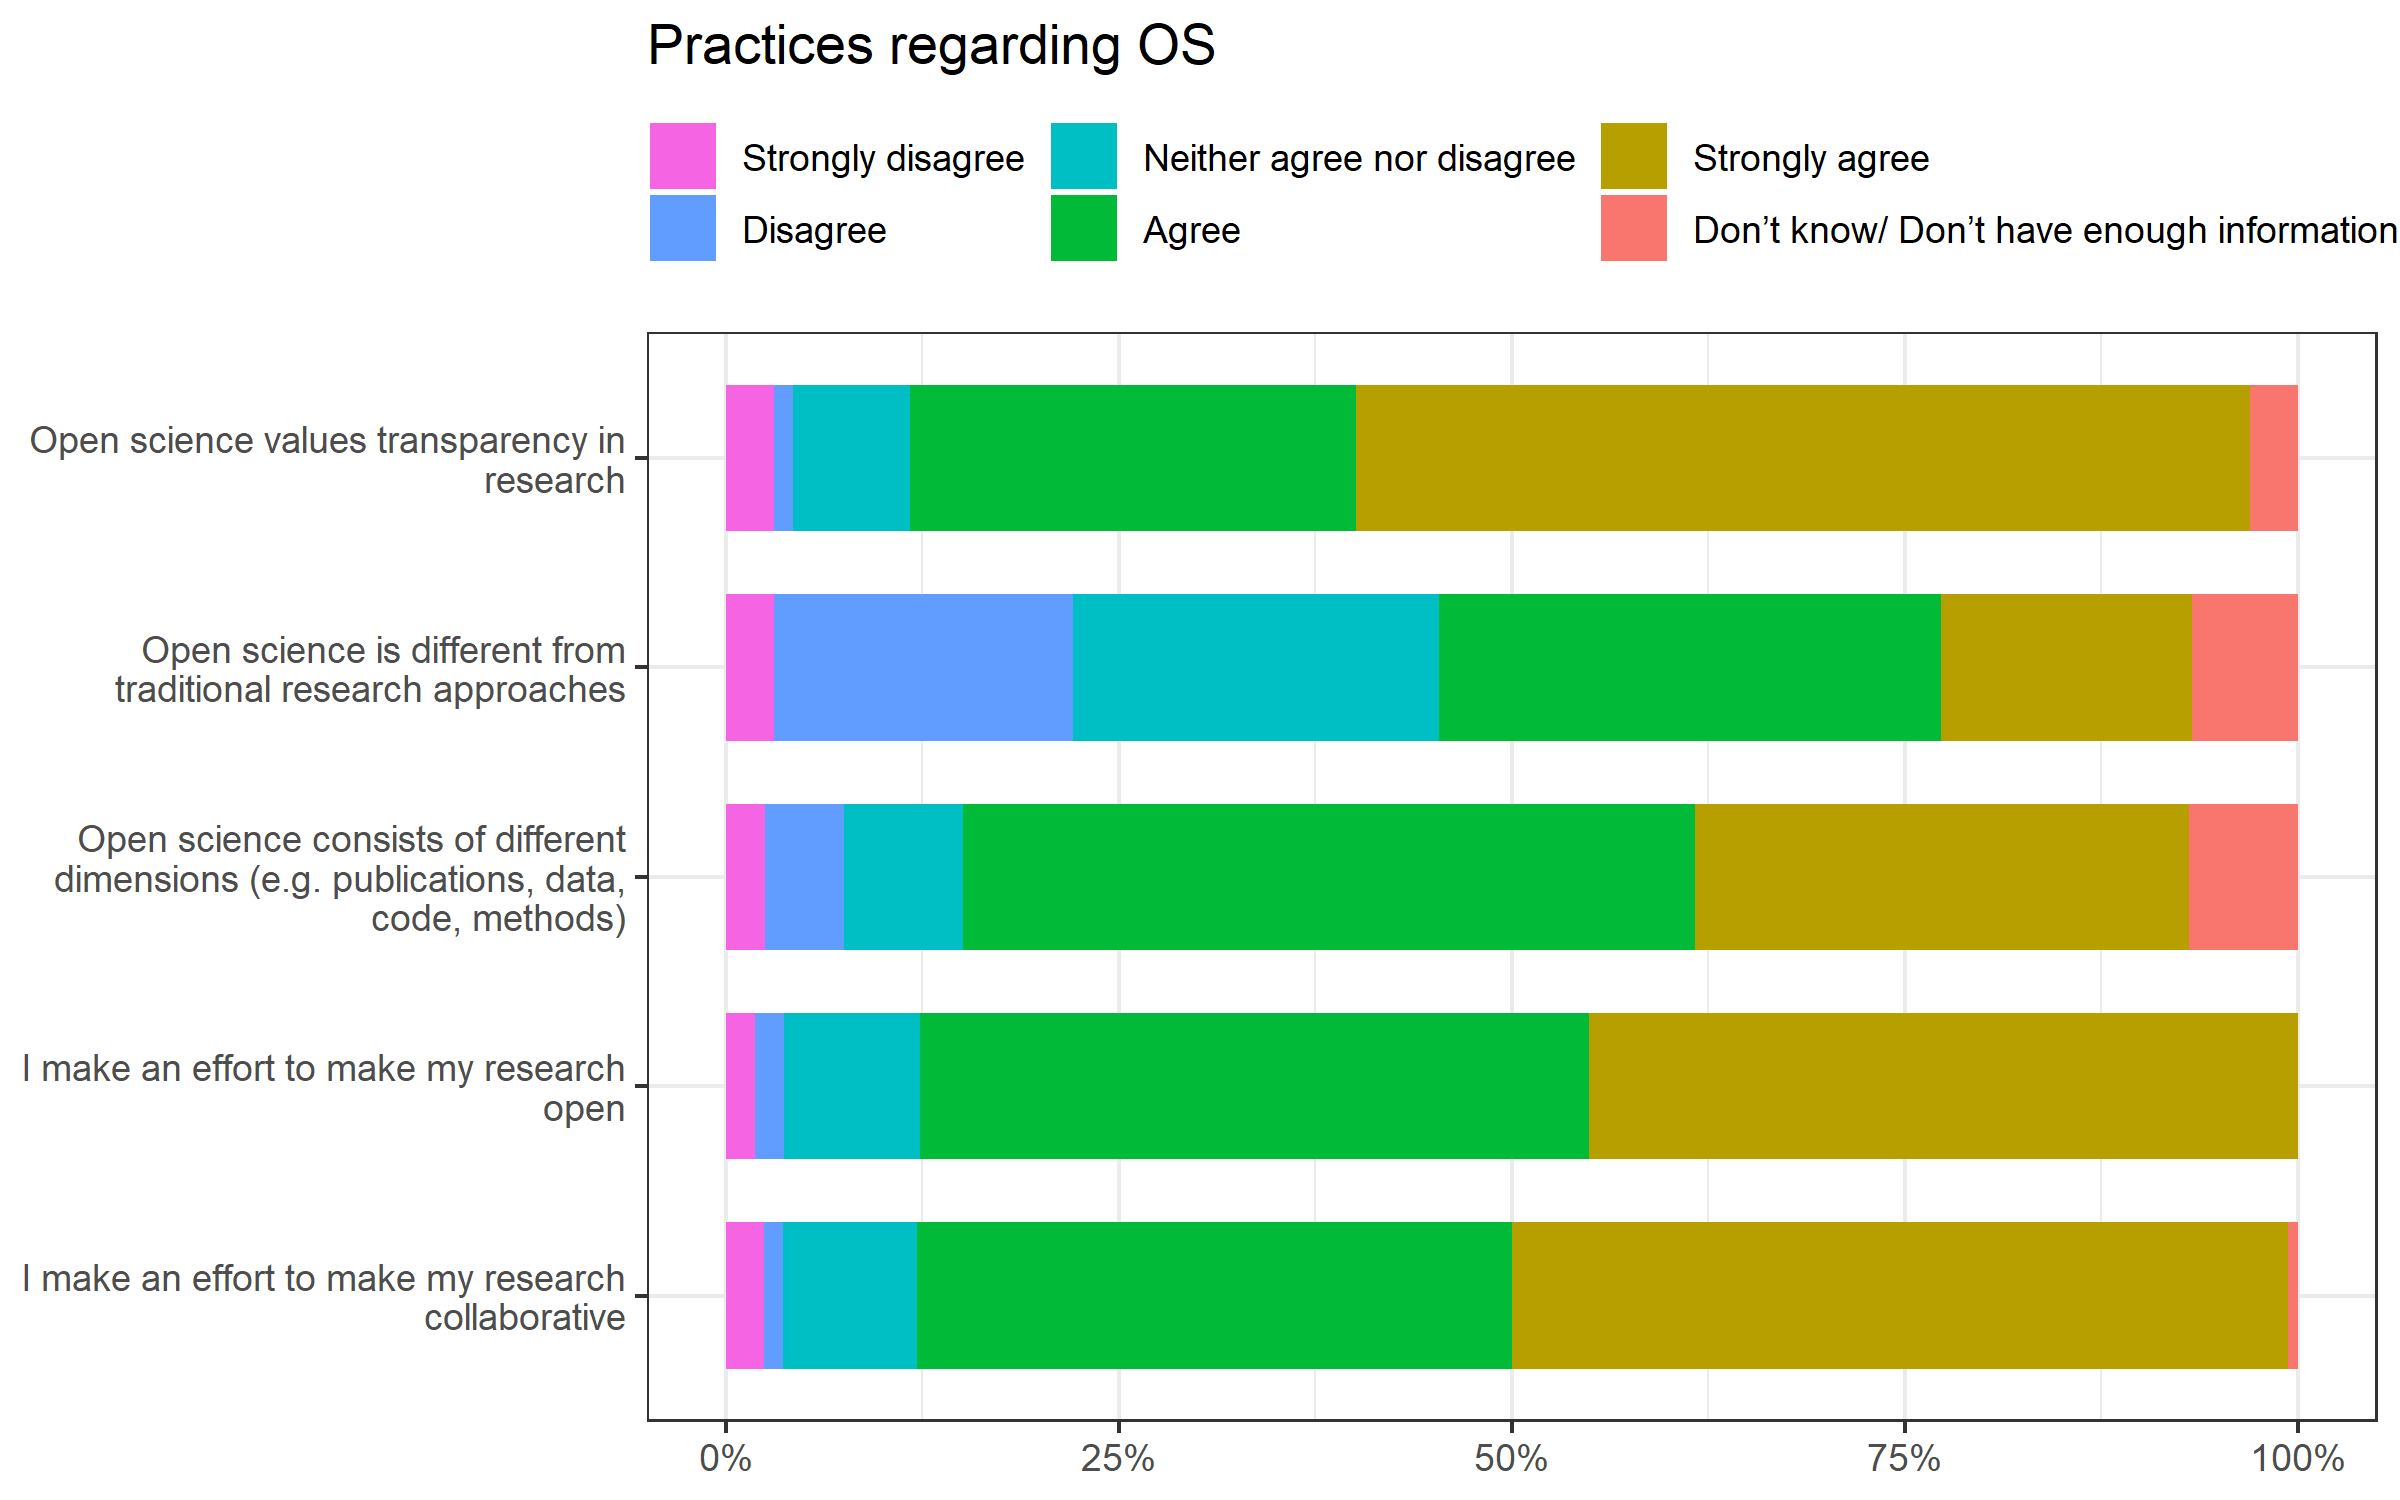 Practices regarding OS
Strongly disagree
Neither agree nor disagree
Strongly agree
Disagree
Agree
Don’t know/ Don’t have enough information
Open science values transparency in
research
Open science is different from
traditional research approaches
Open science consists of different
dimensions (e.g. publications, data,
code, methods)
I make an effort to make my research
open
I make an effort to make my research
collaborative
0%
25%
50%
75%
100%